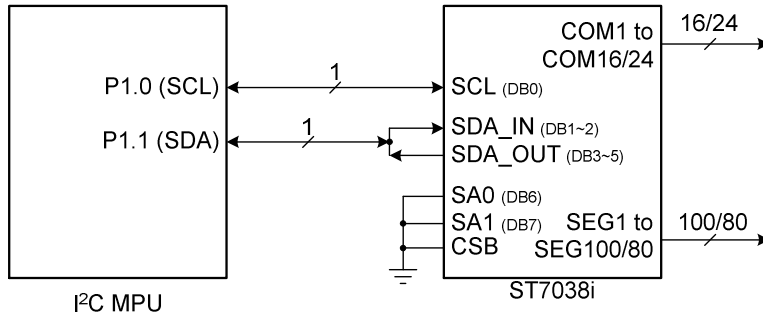 COM1 to
COM16/24
16/24
P1.0 (SCL)
1
SCL (DB0)
P1.1 (SDA)
1
SDA_IN (DB1~2)
SDA_OUT (DB3~5)
SA0 (DB6)
SA1 (DB7)
CSB
SEG1 to
SEG100/80
100/80
I²C MPU
ST7038i